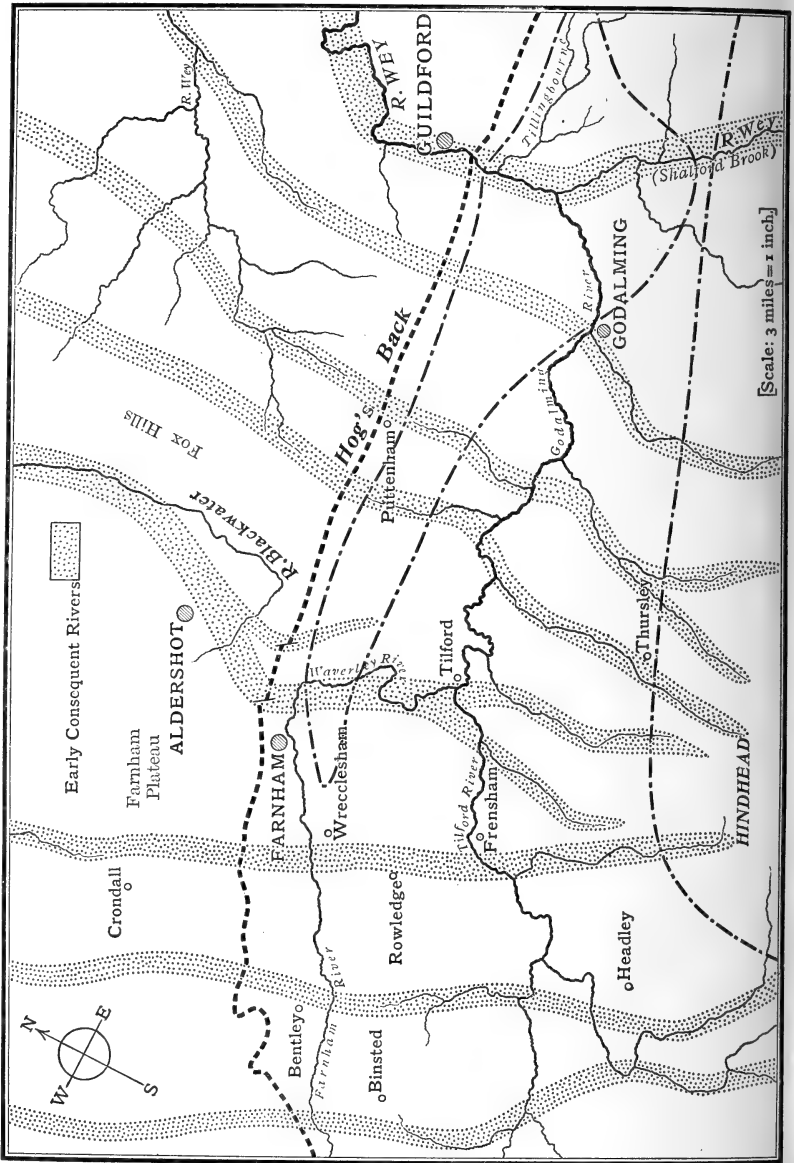 N
E
S
W
Early Consequent Rivers
Crondall
Farnham
Plateau
ALDERSHOT
Fox Hills
R. Blackwater
R. Wey
Bentley
Farnham River
FARNHAM
Binsted
Wrecclesham
Rowledge
Waverley River
Hog's Back
Puttenham
R. WEY
GUILDFORD
Tilford
Tilford River
Frensham
Godalming River
Tillingbourne
GODALMING
Headley
Thursley
HINDHEAD
R. Wey
(Shalford Brook)
[Scale: 3 miles = 1 inch.]